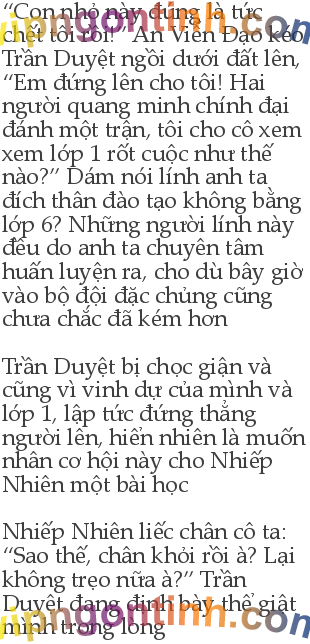 “Con nhỏ này đúng là tức
chết tôi rồi!” An Viễn Đạo kéo
Trần Duyệt ngồi dưới đất lên,
“Em đứng lên cho tôi! Hai
người quang minh chính đại
đánh một trận, tôi cho cô xem
xem lớp 1 rốt cuộc như thế
nào?” Dám nói lính anh ta
đích thân đào tạo không bằng
lớp 6? Những người lính này
đều do anh ta chuyên tâm
huấn luyện ra, cho dù bây giờ
vào bộ đội đặc chủng cũng
chưa chắc đã kém hơn
Trần Duyệt bị chọc giận và
cũng vì vinh dự của mình và
lớp 1, lập tức đứng thẳng
người lên, hiển nhiên là muốn
nhân cơ hội này cho Nhiếp
Nhiên một bài học
Nhiếp Nhiên liếc chân cô ta:
“Sao thế, chân khỏi rồi à? Lại
không trẹo nữa à?” Trần
Duyệt đang định bày thể giật
mình trong lòng